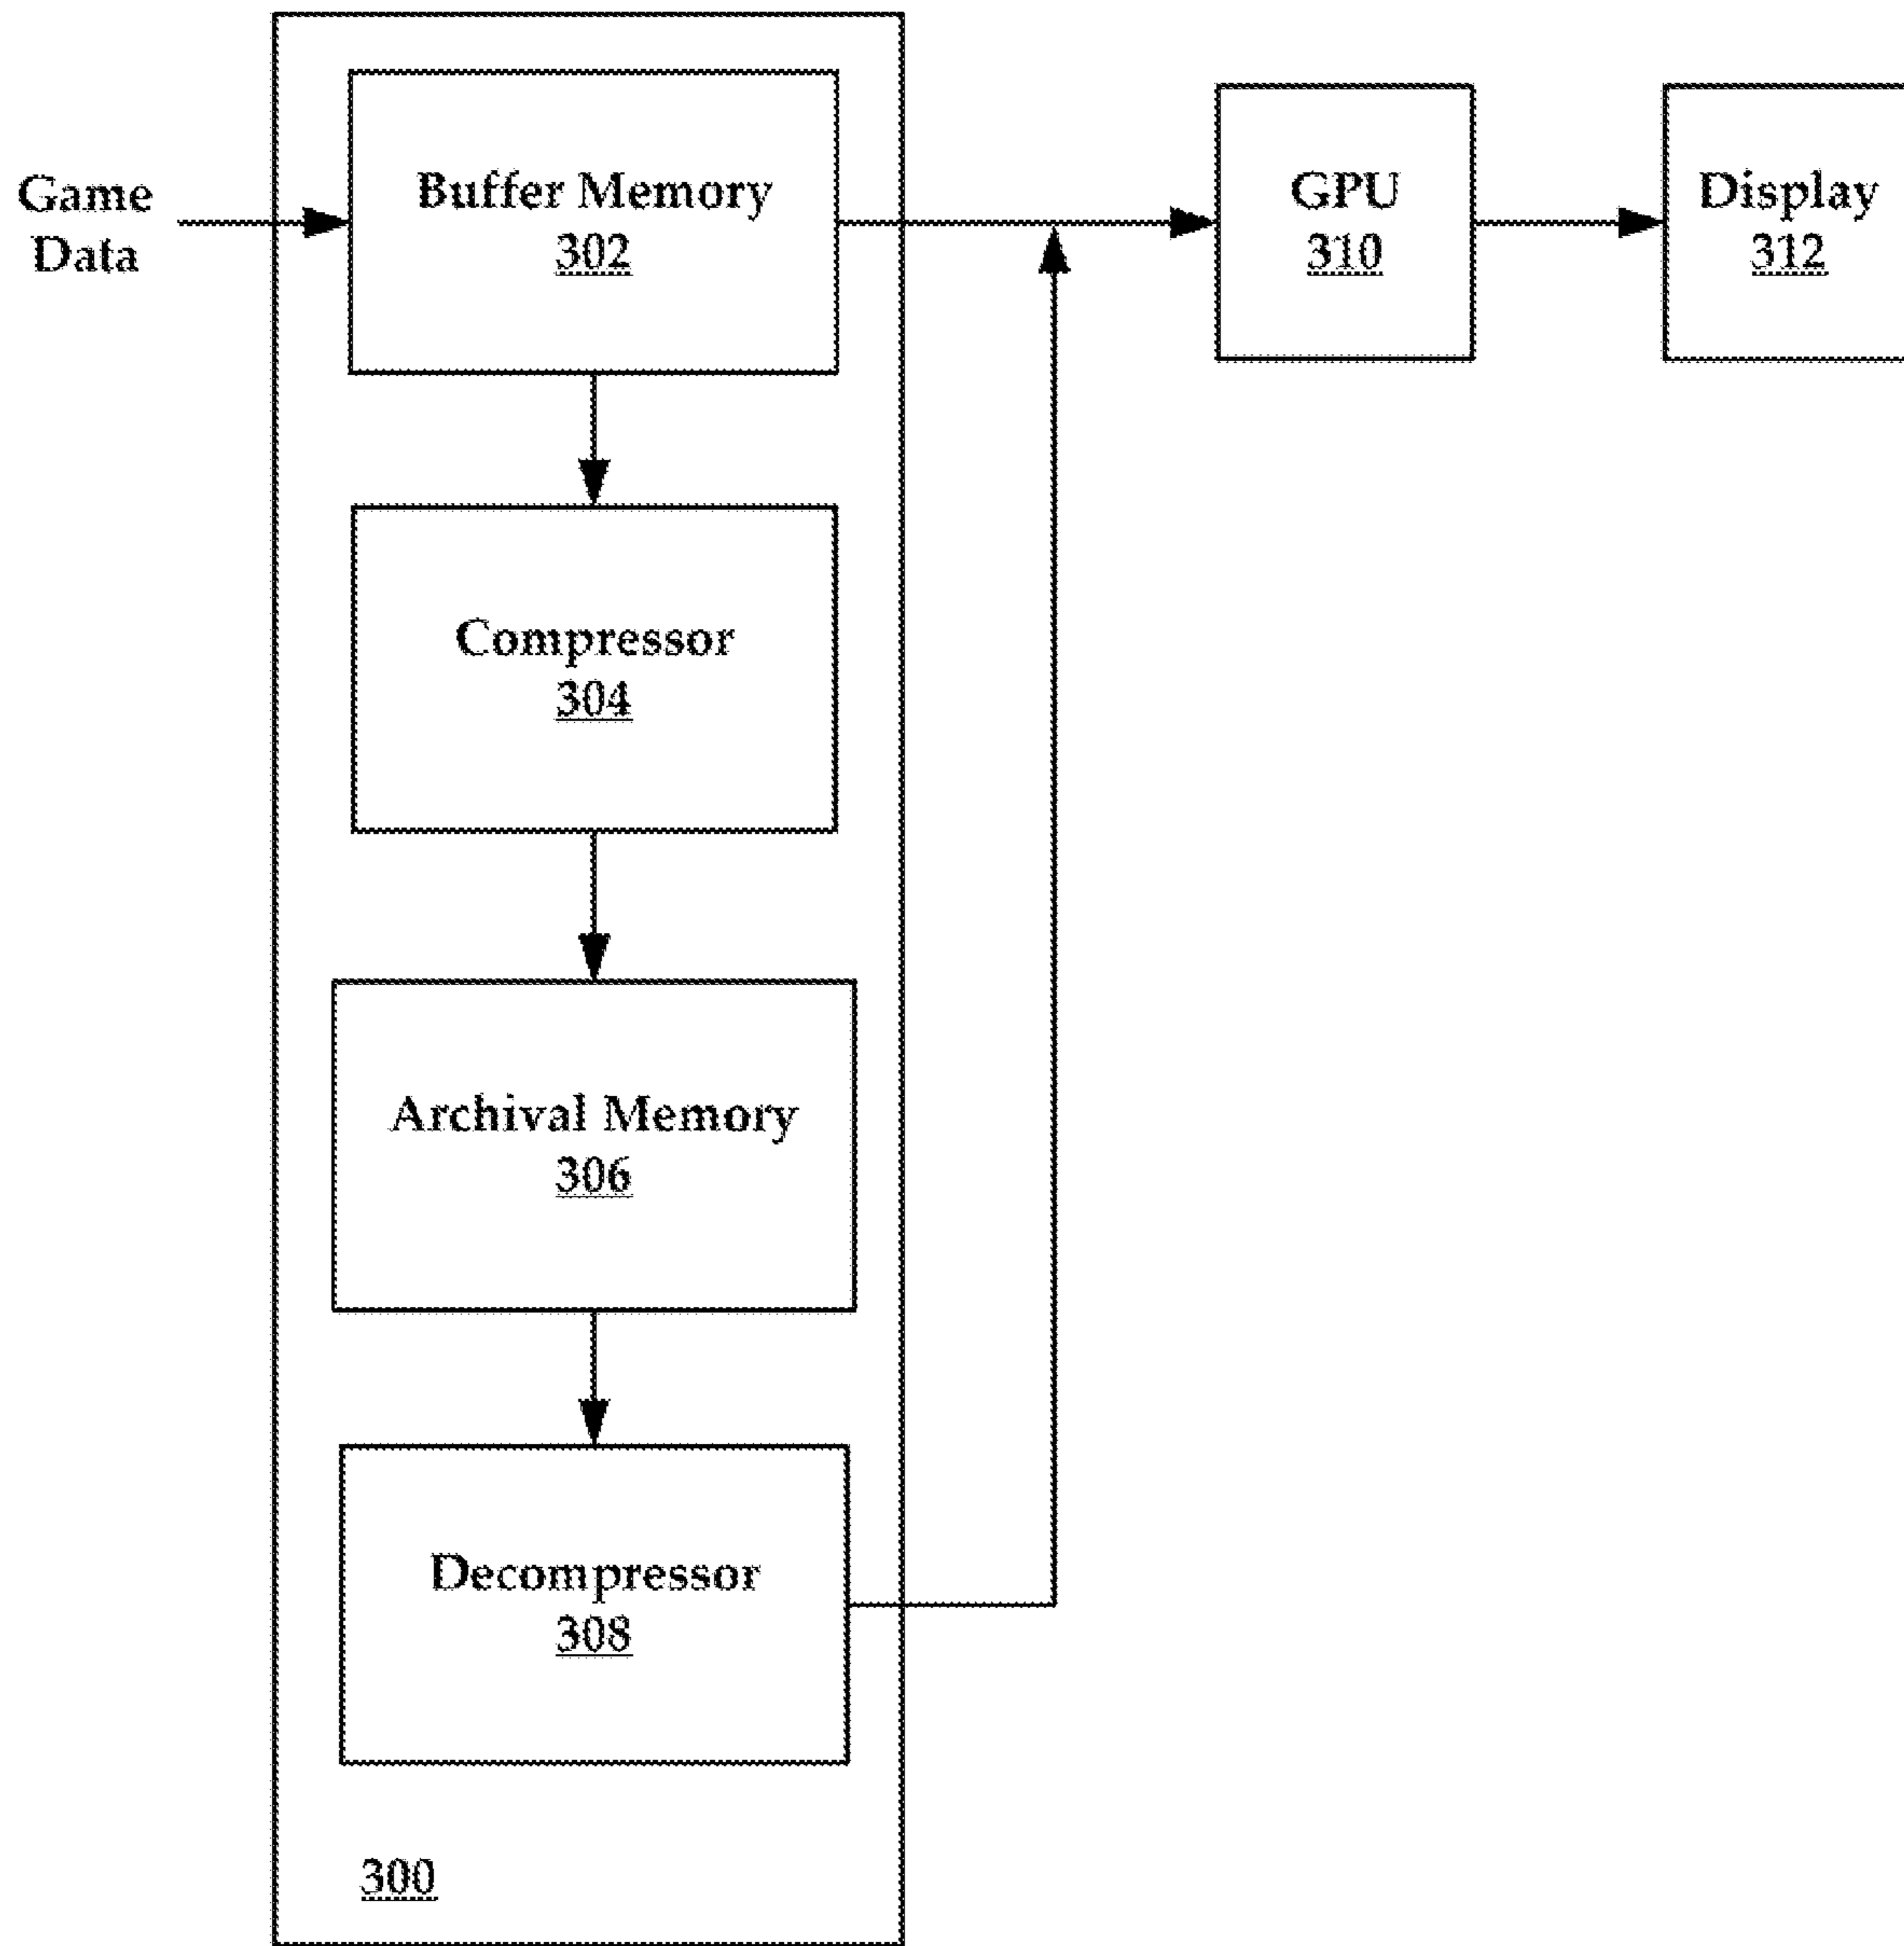 Game
Data
Buffer Memory
302
GPU
310
Display
312
Compressor
304
Archival Memory
306
Decompressor
308
300